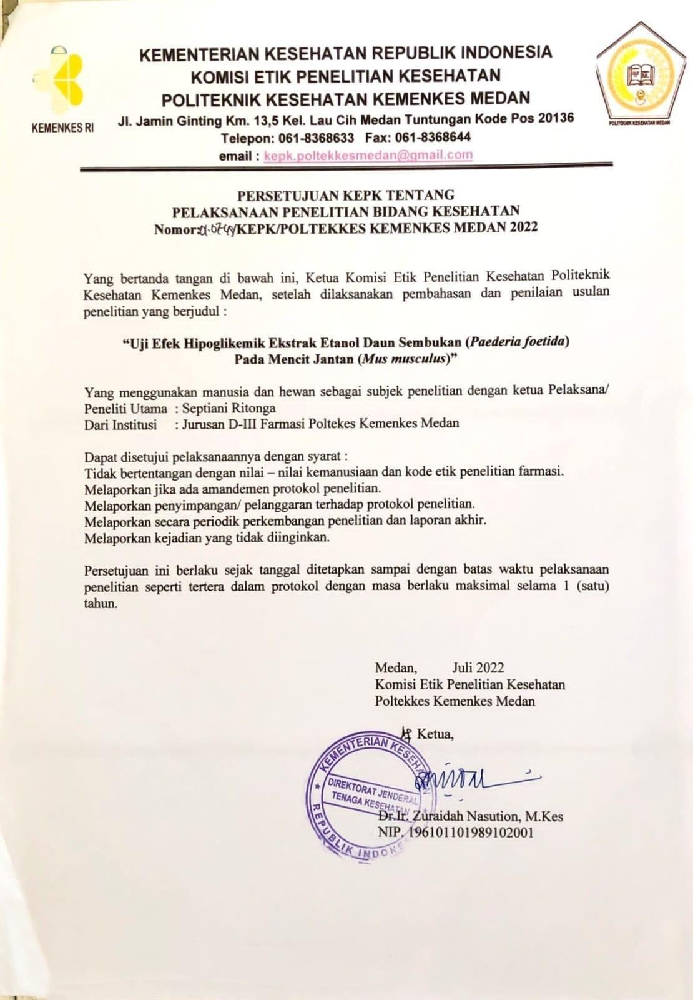 KEMENTERIAN KESEHATAN REPUBLIK INDONESIA
KOMISI ETIK PENELITIAN KESEHATAN
POLITEKNIK KESEHATAN KEMENKES MEDAN
Jl. Jamin Ginting Km. 13,5 Kel. Lau Cih Medan Tuntungan Kode Pos 20136
Telepon: 061-8368633 Fax: 061-8368644
email : kepk.poltekkesmedan@gmail.com
KEMENKES RI
POLITEKNIK KESEHATAN MEDAN
PERSETUJUAN KEPK TENTANG
PELAKSANAAN PENELITIAN BIDANG KESEHATAN
Nomor: /KEPK/POLTEKKES KEMENKES MEDAN 2022
Yang bertanda tangan di bawah ini, Ketua Komisi Etik Penelitian Kesehatan Politeknik
Kesehatan Kemenkes Medan, setelah dilaksanakan pembahasan dan penilaian usulan
penelitian yang berjudul :
“Uji Efek Hipoglikemik Ekstrak Etanol Daun Sembukan (Paederia foetida)
Pada Mencit Jantan (Mus musculus)”
Yang menggunakan manusia dan hewan sebagai subjek penelitian dengan ketua Pelaksana/
Peneliti Utama : Septiani Ritonga
Dari Institusi : Jurusan D-III Farmasi Poltekes Kemenkes Medan
Dapat disetujui pelaksanaannya dengan syarat :
Tidak bertentangan dengan nilai – nilai kemanusiaan dan kode etik penelitian farmasi.
Melaporkan jika ada amandemen protokol penelitian.
Melaporkan penyimpangan/ pelanggaran terhadap protokol penelitian.
Melaporkan secara periodik perkembangan penelitian dan laporan akhir.
Melaporkan kejadian yang tidak diinginkan.
Persetujuan ini berlaku sejak tanggal ditetapkan sampai dengan batas waktu pelaksanaan
penelitian seperti tertera dalam protokol dengan masa berlaku maksimal selama 1 (satu)
tahun.
Medan, Juli 2022
Komisi Etik Penelitian Kesehatan
Poltekkes Kemenkes Medan
Ketua,
KEMENTERIAN KESEHATAN
DIREKTORAT JENDERAL
TENAGA KESEHATAN
REPUBLIK INDONE
Dr.Ir. Zuraidah Nasution, M.Kes
NIP. 196101101989102001